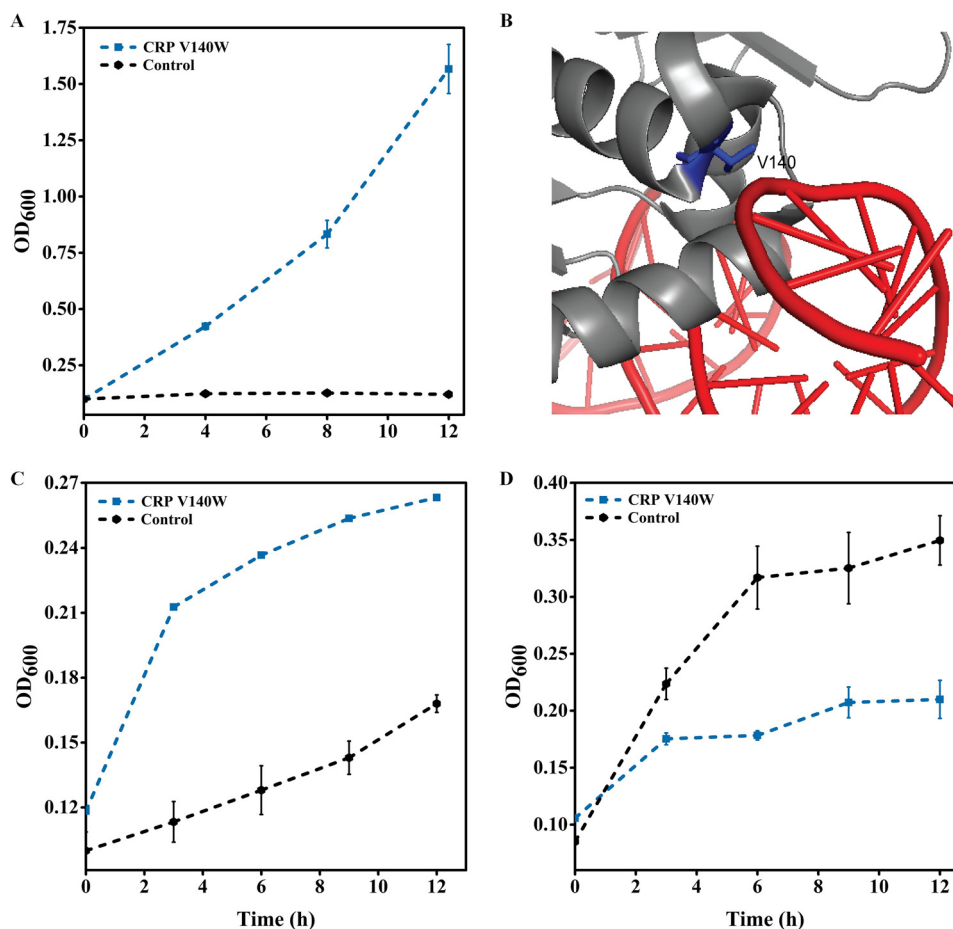 A
1.75
1.50
1.25
1.00
0.75
0.50
0.25
OD600
CRP V140W
Control
0 2 4 6 8 10 12
B
V140
C
0.27
0.24
0.21
0.18
0.15
0.12
OD600
CRP V140W
Control
0 2 4 6 8 10 12
Time (h)
D
0.40
0.35
0.30
0.25
0.20
0.15
0.10
OD600
CRP V140W
Control
0 2 4 6 8 10 12
Time (h)